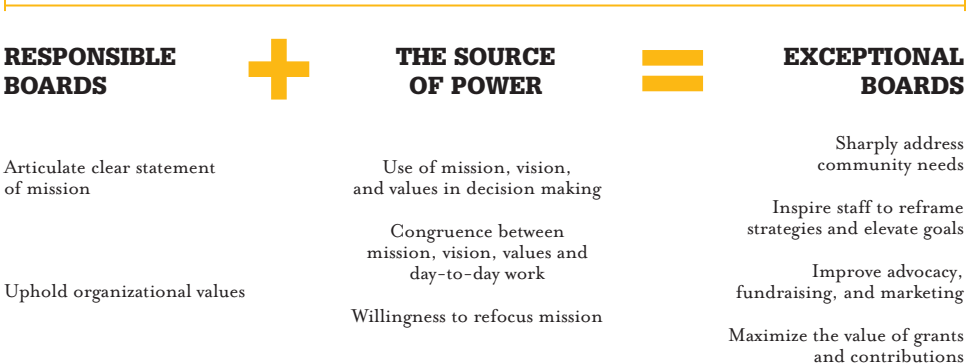 RESPONSIBLE
BOARDS
+
THE SOURCE
OF POWER
=
EXCEPTIONAL
BOARDS
Articulate clear statement
of mission
Uphold organizational values
Use of mission, vision,
and values in decision making
Congruence between
mission, vision, values and
day-to-day work
Willingness to refocus mission
Sharply address
community needs
Inspire staff to reframe
strategies and elevate goals
Improve advocacy,
fundraising, and marketing
Maximize the value of grants
and contributions